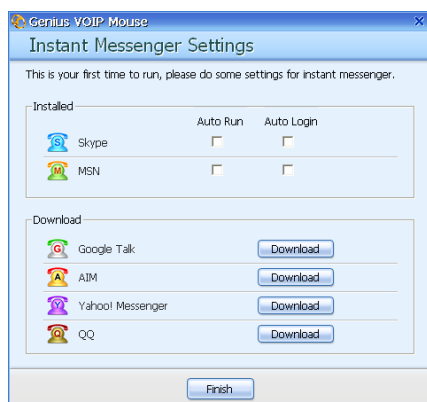 Genius VOIP Mouse
Instant Messenger Settings
This is your first time to run, please do some settings for instant messenger.
Installed
Auto Run Auto Login
S Skype
M MSN
Download
G Google Talk Download
A AIM Download
Y Yahoo! Messenger Download
Q QQ Download
Finish